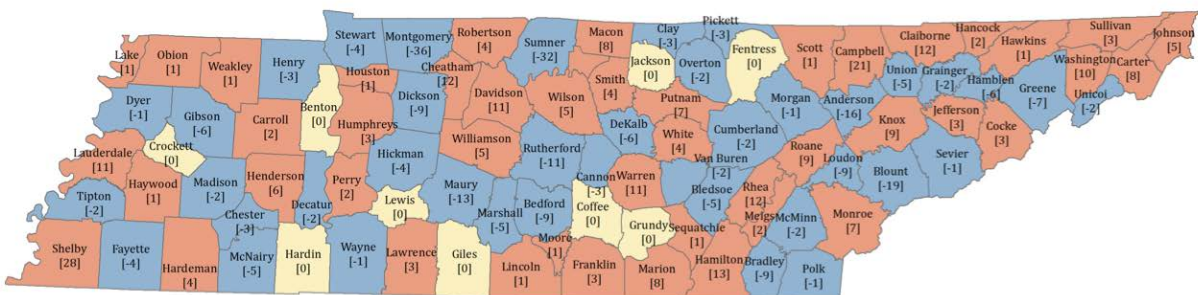 Lake
[1]
Obion
[1]
Weakley
[1]
Henry
[-3]
Stewart
[-4]
Montgomery
[-36]
Robertson
[4]
Sumner
[-32]
Macon
[8]
Clay
[-3]
Pickett
[-3]
Fentress
[0]
Scott
[1]
Campbell
[21]
Claiborne
[12]
Hancock
[2]
Hawkins
[1]
Sullivan
[3]
Johnson
[5]
Washington
[10]
Carter
[8]
Houston
[1]
Cheatham
[12]
Jackson
[0]
Overton
[-2]
Union
[-5]
Grainger
[-2]
Hamblen
[-6]
Greene
[-7]
Unicoi
[-2]
Dyer
[-1]
Gibson
[-6]
Carroll
[2]
Benton
[0]
Humphreys
[3]
Dickson
[-9]
Davidson
[11]
Wilson
[5]
Smith
[4]
Putnam
[7]
Morgan
[-1]
Anderson
[-16]
Knox
[9]
Jefferson
[3]
Cocke
[3]
Lauderdale
[11]
Crockett
[0]
Haywood
[1]
Madison
[-2]
Henderson
[6]
Decatur
[-2]
Perry
[2]
Hickman
[-4]
Williamson
[5]
Rutherford
[-11]
Cannon
[-3]
DeKalb
[-6]
White
[4]
Cumberland
[-2]
Van Buren
[-2]
Roane
[9]
Loudon
[-9]
Blount
[-19]
Sevier
[-1]
Tipton
[-2]
Chester
[-3]
Lewis
[0]
Maury
[-13]
Marshall
[-5]
Bedford
[-9]
Coffee
[0]
Warren
[11]
Bledsoe
[-5]
Rhea
[12]
Meigs
[2]
McMinn
[-2]
Monroe
[7]
Shelby
[28]
Fayette
[-4]
Hardeman
[4]
McNairy
[-5]
Hardin
[0]
Wayne
[-1]
Lawrence
[3]
Giles
[0]
Lincoln
[1]
Moore
[1]
Franklin
[3]
Grundy
[0]
Sequatchie
[1]
Marion
[8]
Hamilton
[13]
Bradley
[-9]
Polk
[-1]